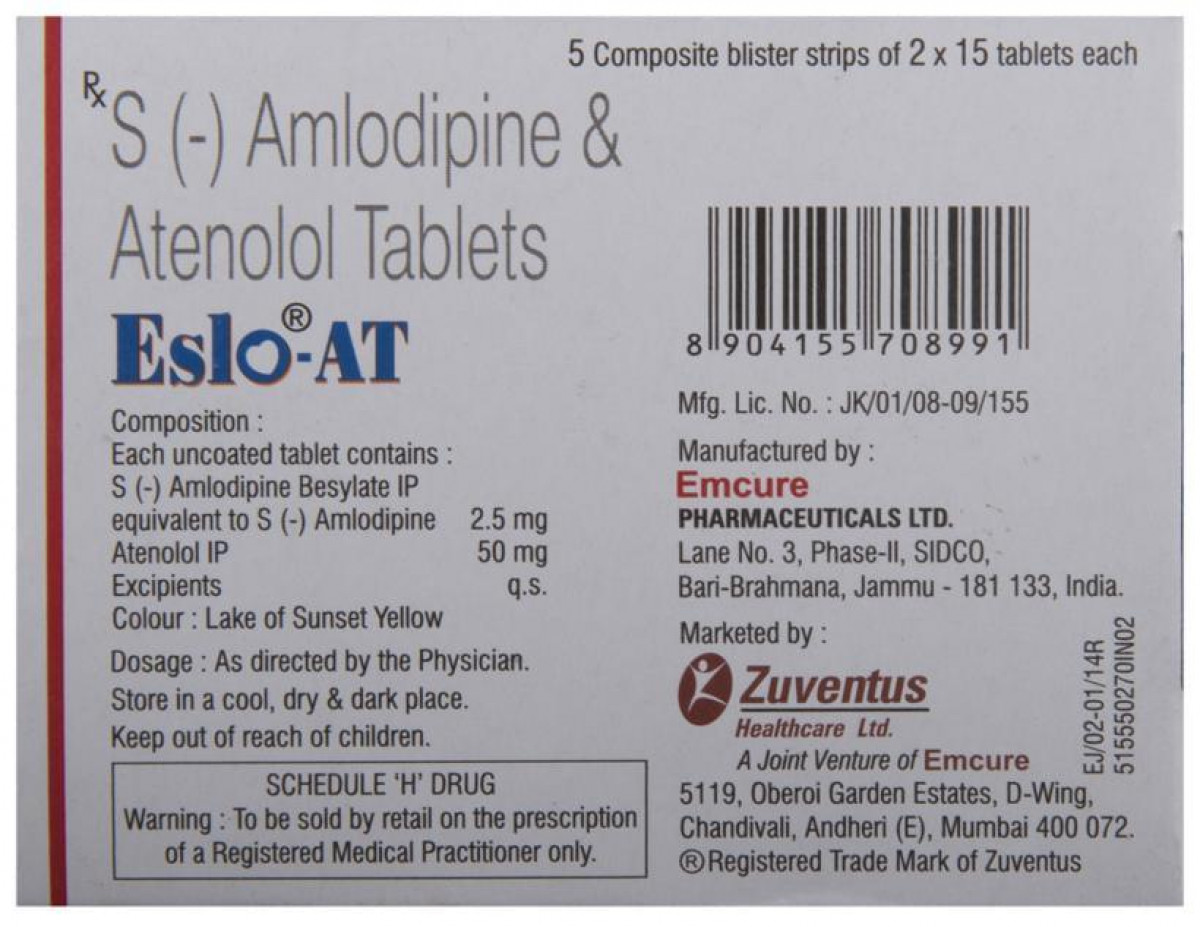 5 Composite blister strips of 2 x 15 tablets each
Rx S (-) Amlodipine &
Atenolol Tablets
Eslo®-AT
Composition :
Each uncoated tablet contains :
S (-) Amlodipine Besylate IP
equivalent to S (-) Amlodipine 2.5 mg
Atenolol IP 50 mg
Excipients q.s.
Colour : Lake of Sunset Yellow
Dosage : As directed by the Physician.
Store in a cool, dry & dark place.
Keep out of reach of children.
SCHEDULE 'H' DRUG
Warning : To be sold by retail on the prescription
of a Registered Medical Practitioner only.
8 904155 708991
Mfg. Lic. No. : JK/01/08-09/155
Manufactured by :
Emcure
PHARMACEUTICALS LTD.
Lane No. 3, Phase-II, SIDCO,
Bari-Brahmana, Jammu - 181 133, India.
Marketed by :
Zuventus
Healthcare Ltd.
A Joint Venture of Emcure
5119, Oberoi Garden Estates, D-Wing,
Chandivali, Andheri (E), Mumbai 400 072.
® Registered Trade Mark of Zuventus
EJ/02-01/14R
515550270IN02